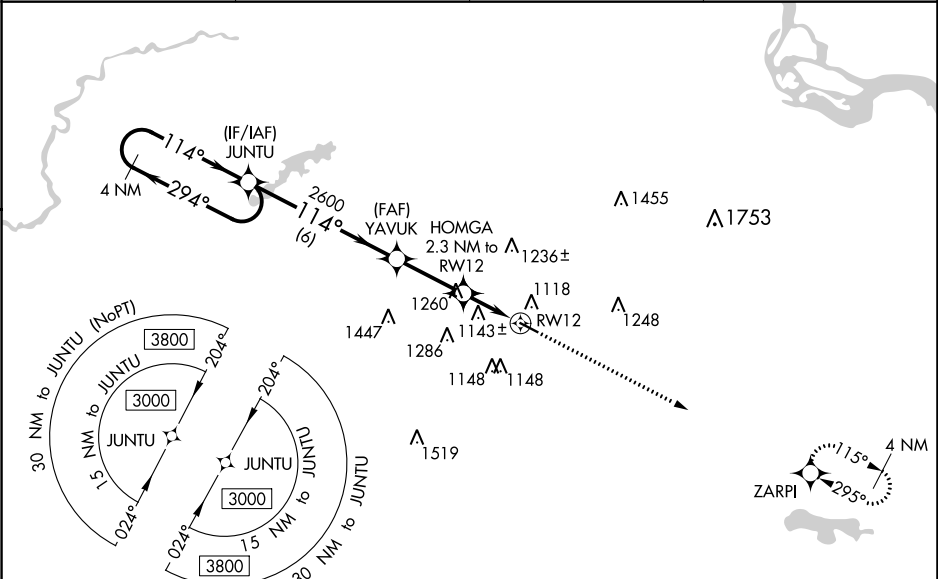 (IF/IAF)
JUNTU
114°
4 NM
294°
2600
114°
(6)
(FAF)
YAVUK
HOMGA
2.3 NM to
RW12
1455
1753
1236±
1260
1118
RW12
1248
1447
1143±
1286
1148
1148
1519
30 NM to JUNTU (NoPT)
3800
204°
15 NM to JUNTU
3000
JUNTU
024°
204°
JUNTU
3000
15 NM to JUNTU
024°
3800
30 NM to JUNTU
4 NM
115°
295°
ZARPI